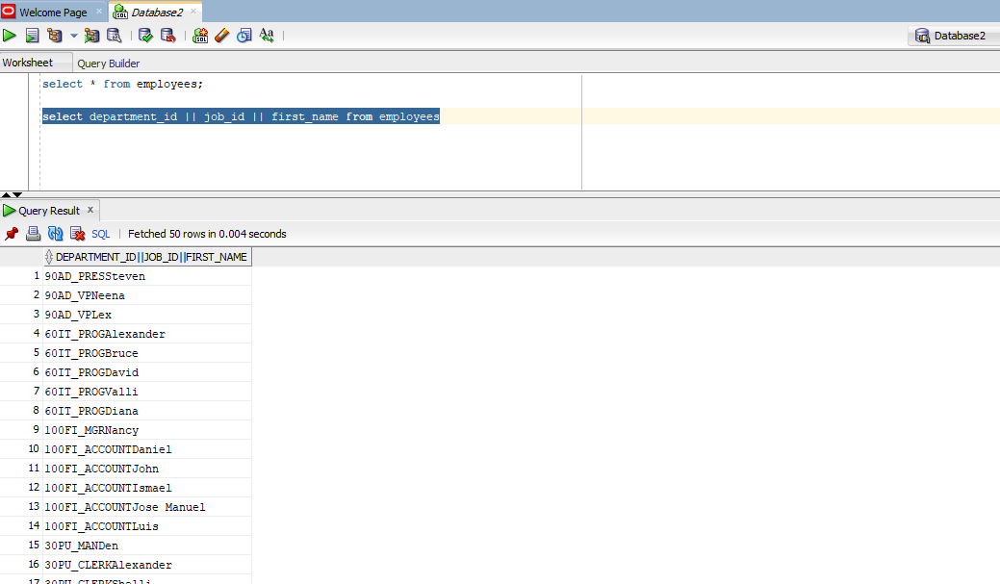 Welcome Page × Database2 ×
Database2
Worksheet Query Builder
select * from employees;
select department_id || job_id || first_name from employees
Query Result x
SQL | Fetched 50 rows in 0.004 seconds
DEPARTMENT_ID||JOB_ID||FIRST_NAME
1 90AD_PRESSteven
2 90AD_VPNeena
3 90AD_VPLex
4 60IT_PROGAlexander
5 60IT_PROGBruce
6 60IT_PROGDavid
7 60IT_PROGValli
8 60IT_PROGDiana
9 100FI_MGRNancy
10 100FI_ACCOUNTDaniel
11 100FI_ACCOUNTJohn
12 100FI_ACCOUNTIsmael
13 100FI_ACCOUNTJose Manuel
14 100FI_ACCOUNTLuis
15 30PU_MANDen
16 30PU_CLERKAlexander
17 30PU_CLERKShelli